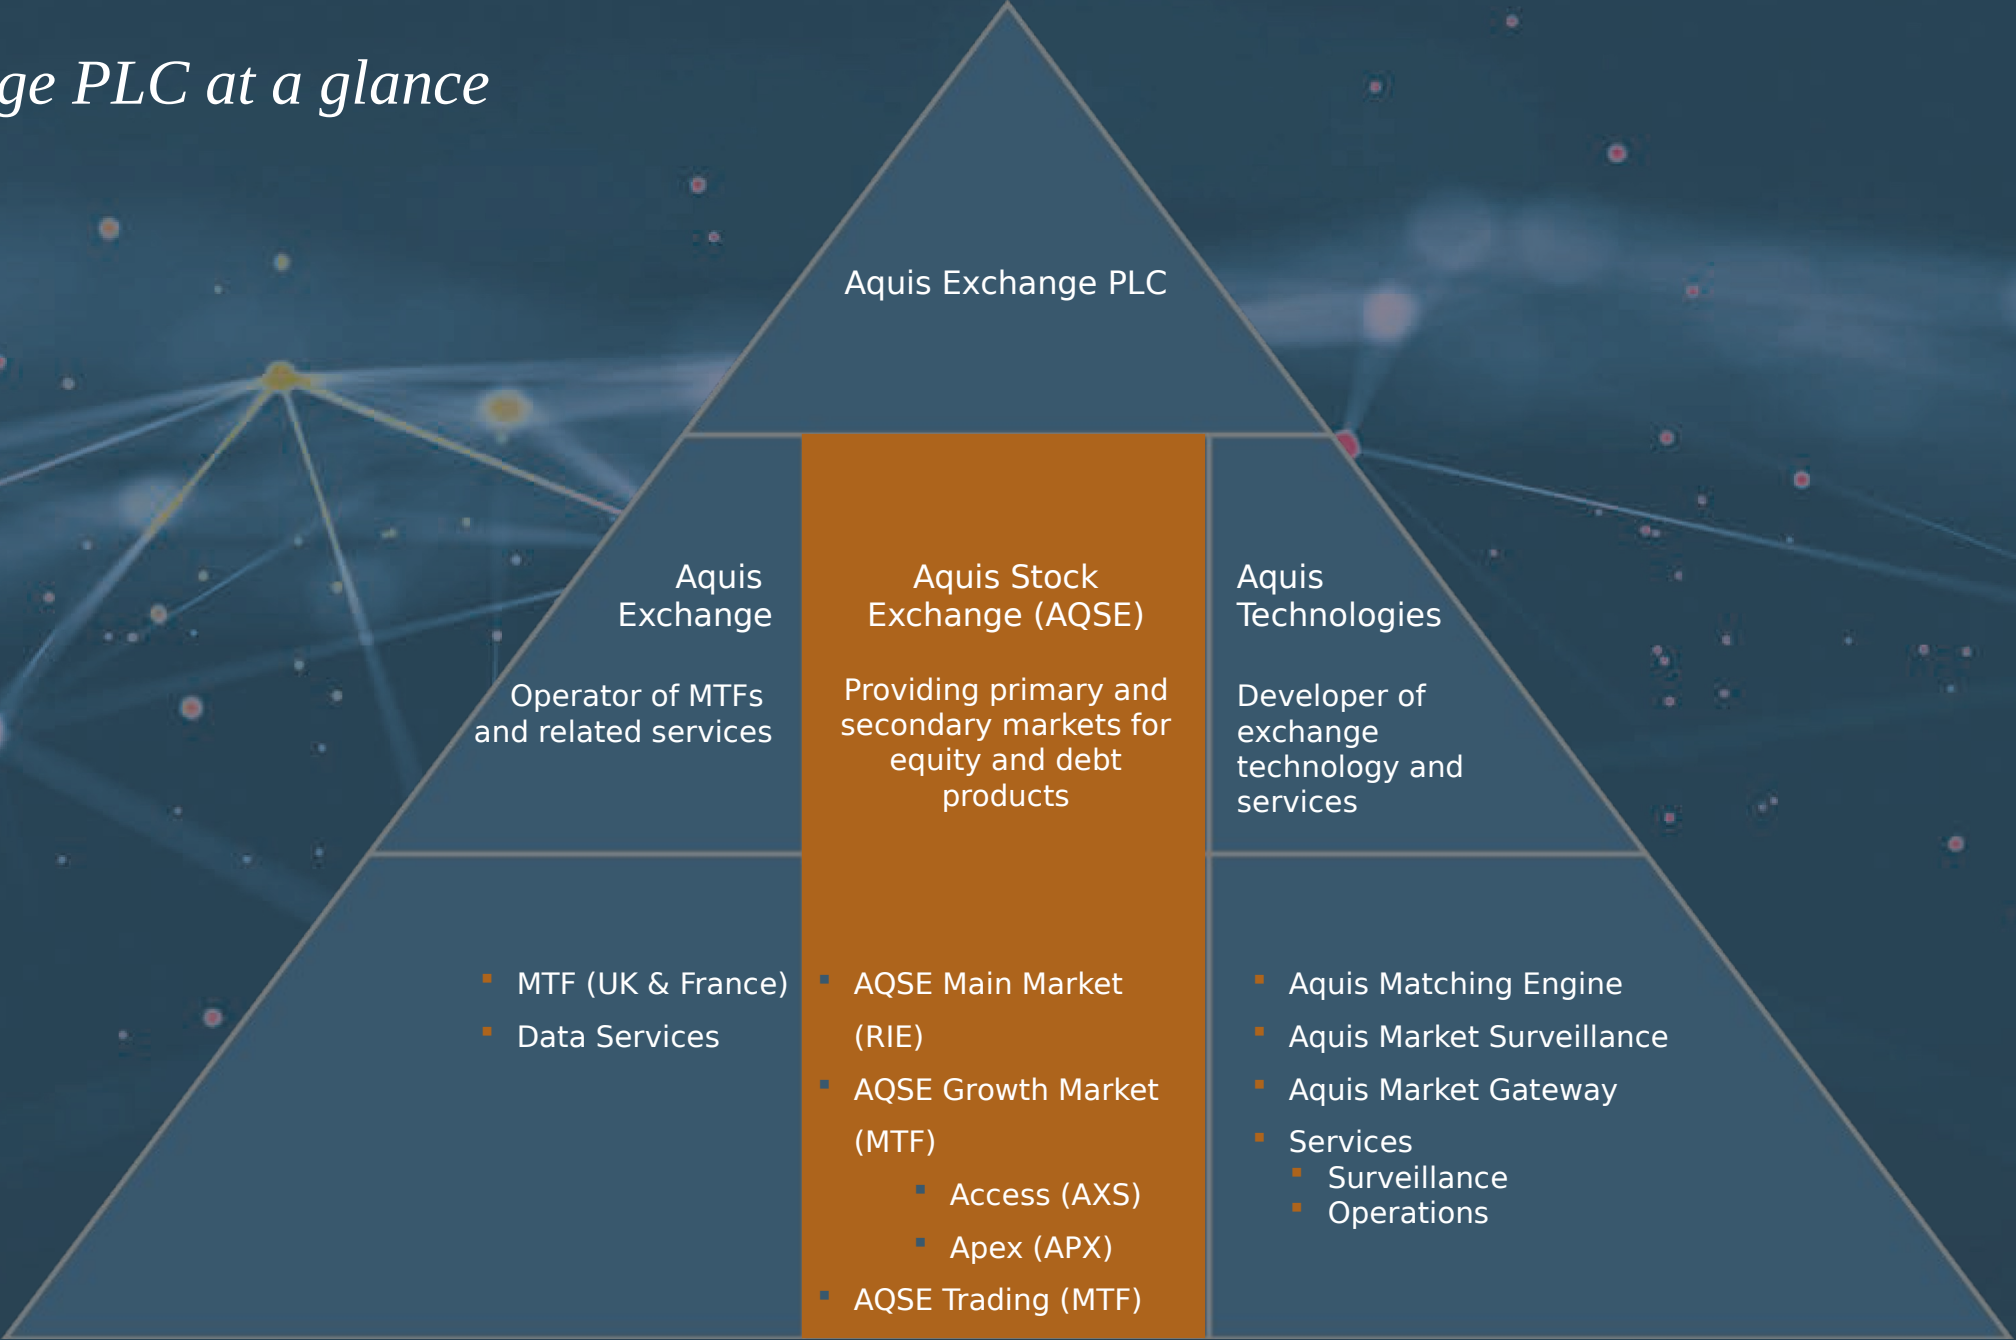 ge PLC at a glance
Aquis Exchange PLC
Aquis
Exchange
Operator of MTFs
and related services
Aquis Stock
Exchange (AQSE)
Providing primary and
secondary markets for
equity and debt
products
Aquis
Technologies
Developer of
exchange
technology and
services
MTF (UK & France)
Data Services
AQSE Main Market
(RIE)
AQSE Growth Market
(MTF)
Access (AXS)
Apex (APX)
AQSE Trading (MTF)
Aquis Matching Engine
Aquis Market Surveillance
Aquis Market Gateway
Services
Surveillance
Operations